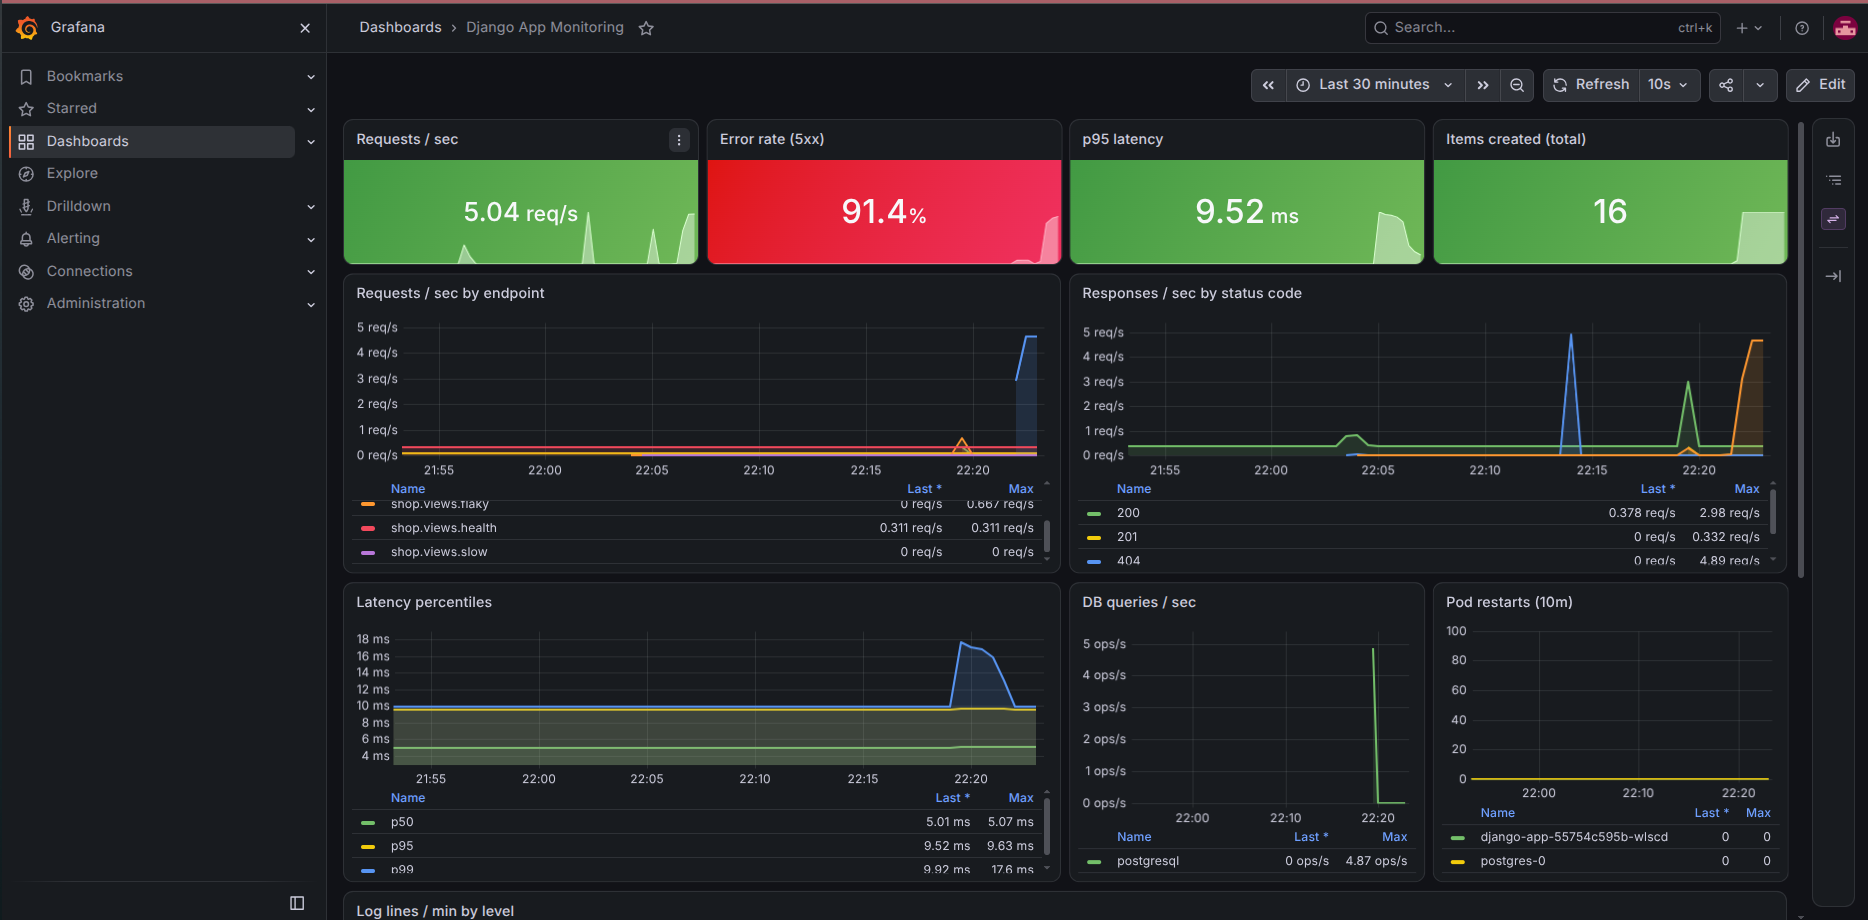 Grafana
Dashboards › Django App Monitoring
Search...
ctrl+k
Bookmarks
Starred
Dashboards
Explore
Drilldown
Alerting
Connections
Administration
Last 30 minutes
Refresh
10s
Edit
Requests / sec
5.04 req/s
Error rate (5xx)
91.4%
p95 latency
9.52 ms
Items created (total)
16
Requests / sec by endpoint
5 req/s
4 req/s
3 req/s
2 req/s
1 req/s
0 req/s
21:55 22:00 22:05 22:10 22:15 22:20
Name Last * Max
shop.views.flaky 0 req/s 0.667 req/s
shop.views.health 0.311 req/s 0.311 req/s
shop.views.slow 0 req/s 0 req/s
Responses / sec by status code
5 req/s
4 req/s
3 req/s
2 req/s
1 req/s
0 req/s
21:55 22:00 22:05 22:10 22:15 22:20
Name Last * Max
200 0.378 req/s 2.98 req/s
201 0 req/s 0.332 req/s
404 0 req/s 4.89 req/s
Latency percentiles
18 ms
16 ms
14 ms
12 ms
10 ms
8 ms
6 ms
4 ms
21:55 22:00 22:05 22:10 22:15 22:20
Name Last * Max
p50 5.01 ms 5.07 ms
p95 9.52 ms 9.63 ms
p99 9.92 ms 17.6 ms
DB queries / sec
5 ops/s
4 ops/s
3 ops/s
2 ops/s
1 ops/s
0 ops/s
22:00 22:10 22:20
Name Last * Max
postgresql 0 ops/s 4.87 ops/s
Pod restarts (10m)
100
80
60
40
20
0
22:00 22:10 22:20
Name Last * Max
django-app-55754c595b-wlscd 0 0
postgres-0 0 0
Log lines / min by level